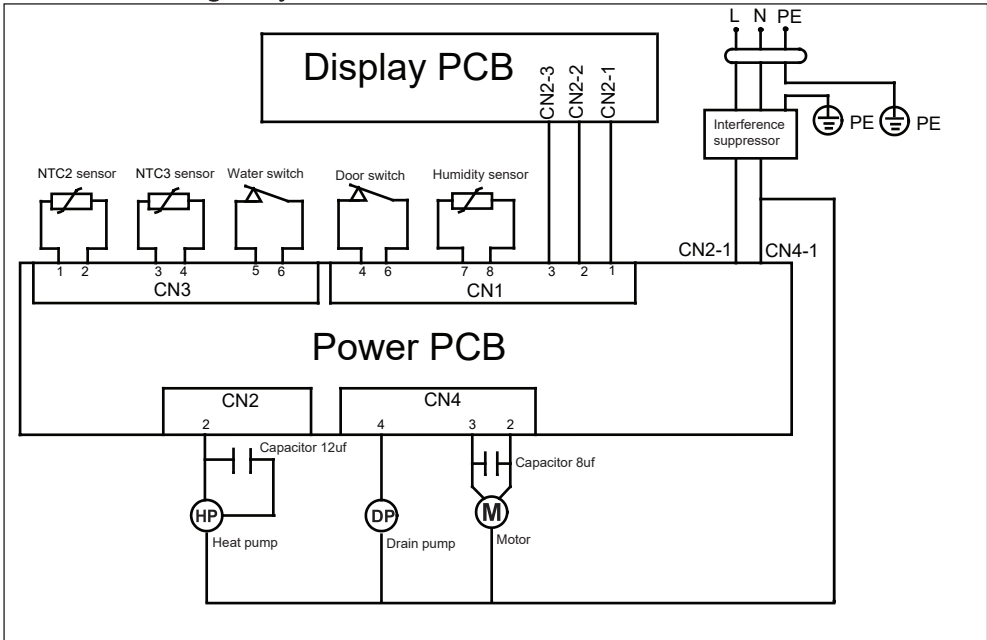 L N PE
Display PCB
CN2-3
CN2-2
CN2-1
Interference
suppressor
PE
PE
NTC2 sensor
NTC3 sensor
Water switch
Door switch
Humidity sensor
CN2-1
CN4-1
1 2 3 4 5 6
4 6 7 8 3 2 1
CN3
CN1
Power PCB
CN2
CN4
2
4
3
2
Capacitor 12uf
Capacitor 8uf
HP
DP
M
Heat pump
Drain pump
Motor